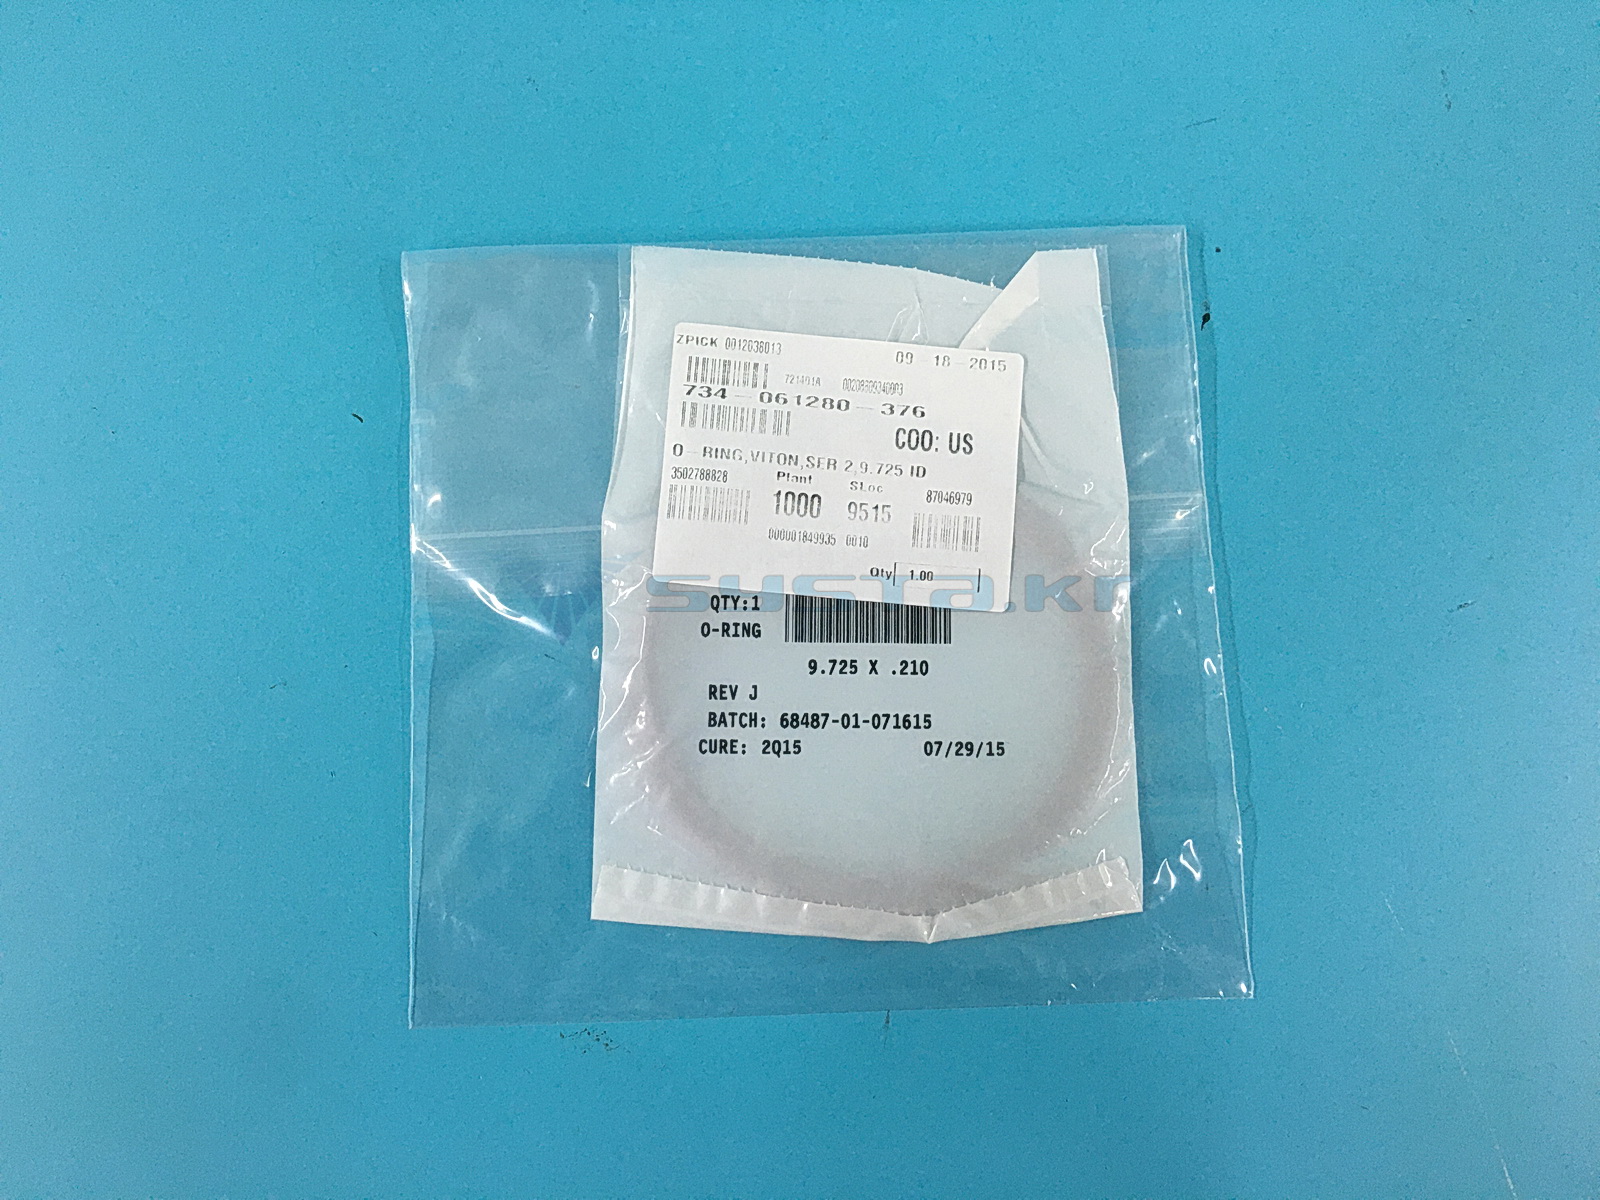 ZPICK 0012636013
09-18-2015
721401A
734-061280-376
COO: US
O-RING,VITON,SER 2,9.725 ID
3502788828
Plant
SLoc
87046979
1000
9515
000001849935 0010
Qty 1.00
susta.kr
QTY:1
O-RING
9.725 X .210
REV J
BATCH: 68487-01-071615
CURE: 2Q15
07/29/15